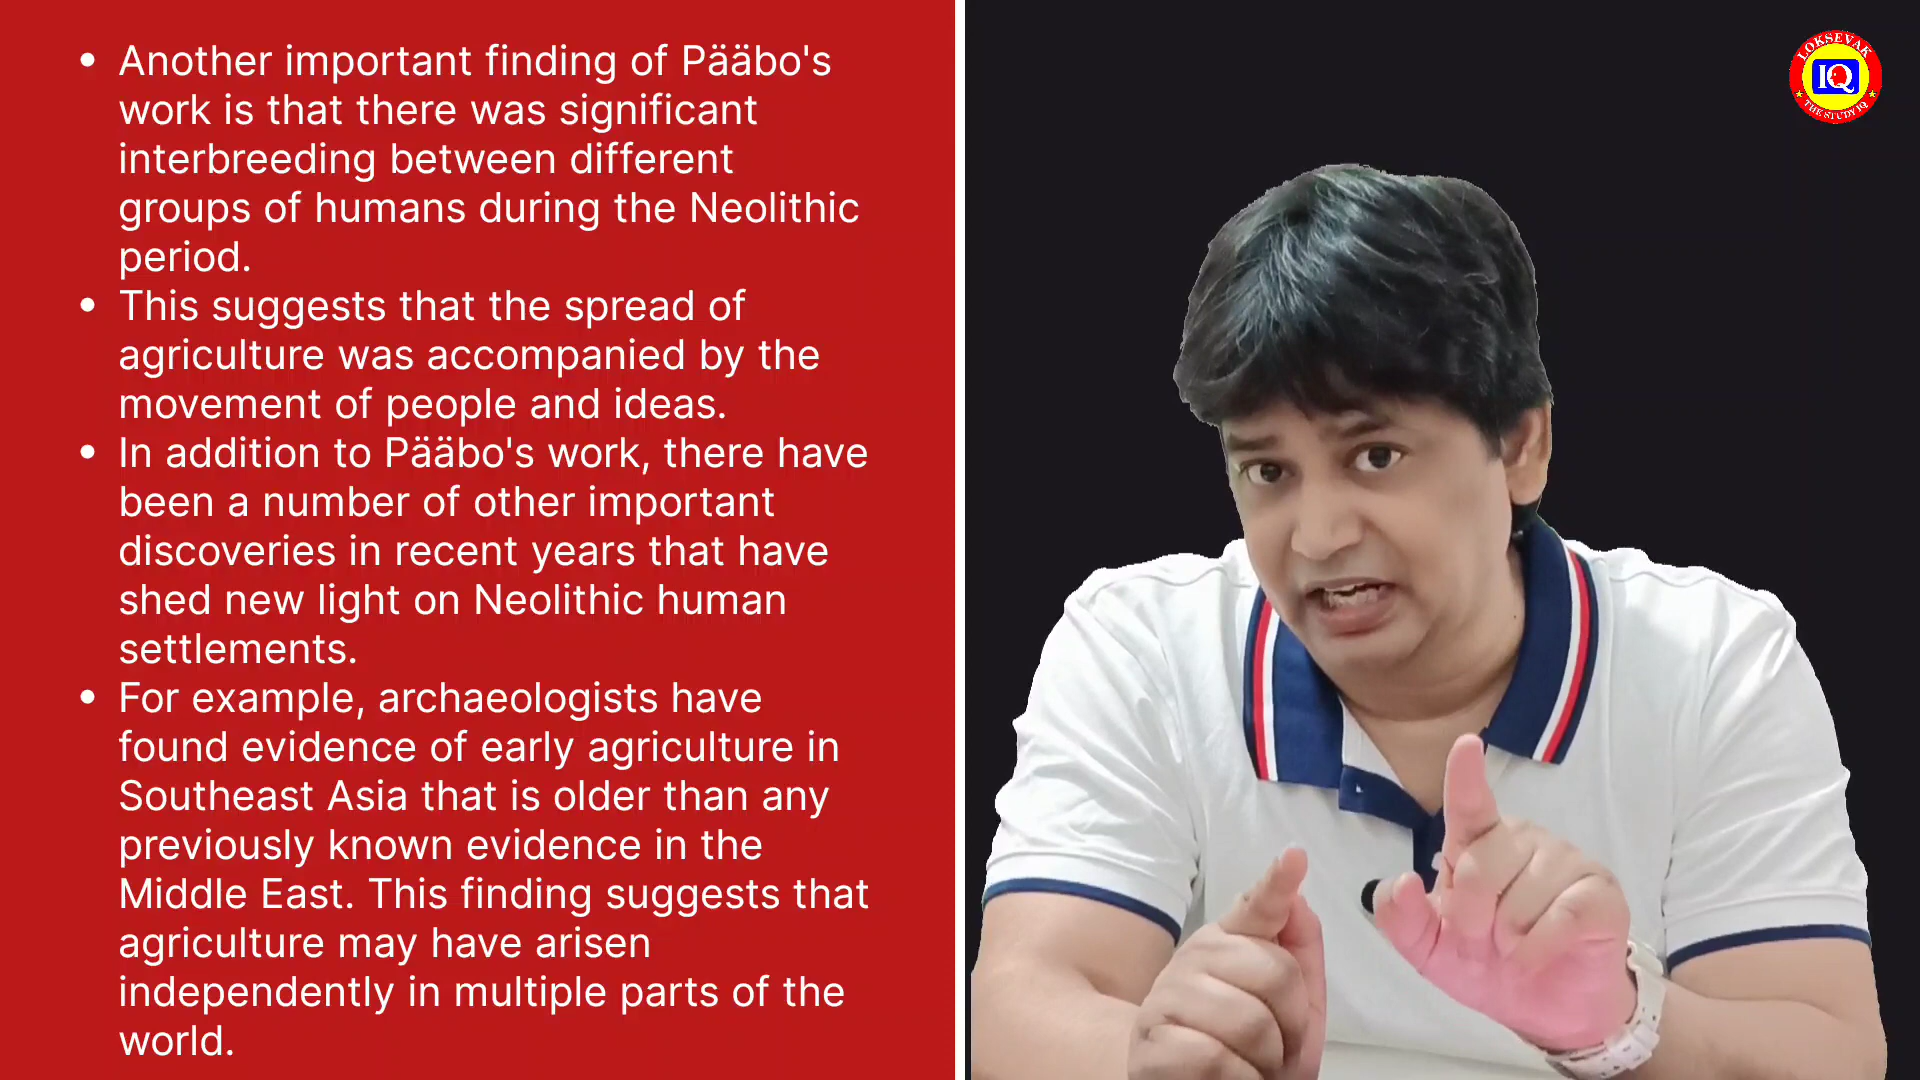 • Another important finding of Pääbo's
work is that there was significant
interbreeding between different
groups of humans during the Neolithic
period.
• This suggests that the spread of
agriculture was accompanied by the
movement of people and ideas.
• In addition to Pääbo's work, there have
been a number of other important
discoveries in recent years that have
shed new light on Neolithic human
settlements.
• For example, archaeologists have
found evidence of early agriculture in
Southeast Asia that is older than any
previously known evidence in the
Middle East. This finding suggests that
agriculture may have arisen
independently in multiple parts of the
world.
LOKSEVAK
IQ
THE STUDY IQ